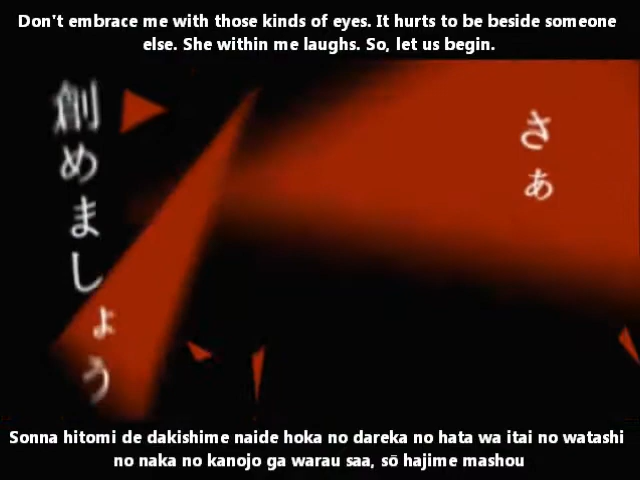 Don't embrace me with those kinds of eyes. It hurts to be beside someone
else. She within me laughs. So, let us begin.
さぁ
創めましょう
Sonna hitomi de dakishime naide hoka no dareka no hata wa itai no watashi
no naka no kanojo ga warau saa, sō hajime mashou